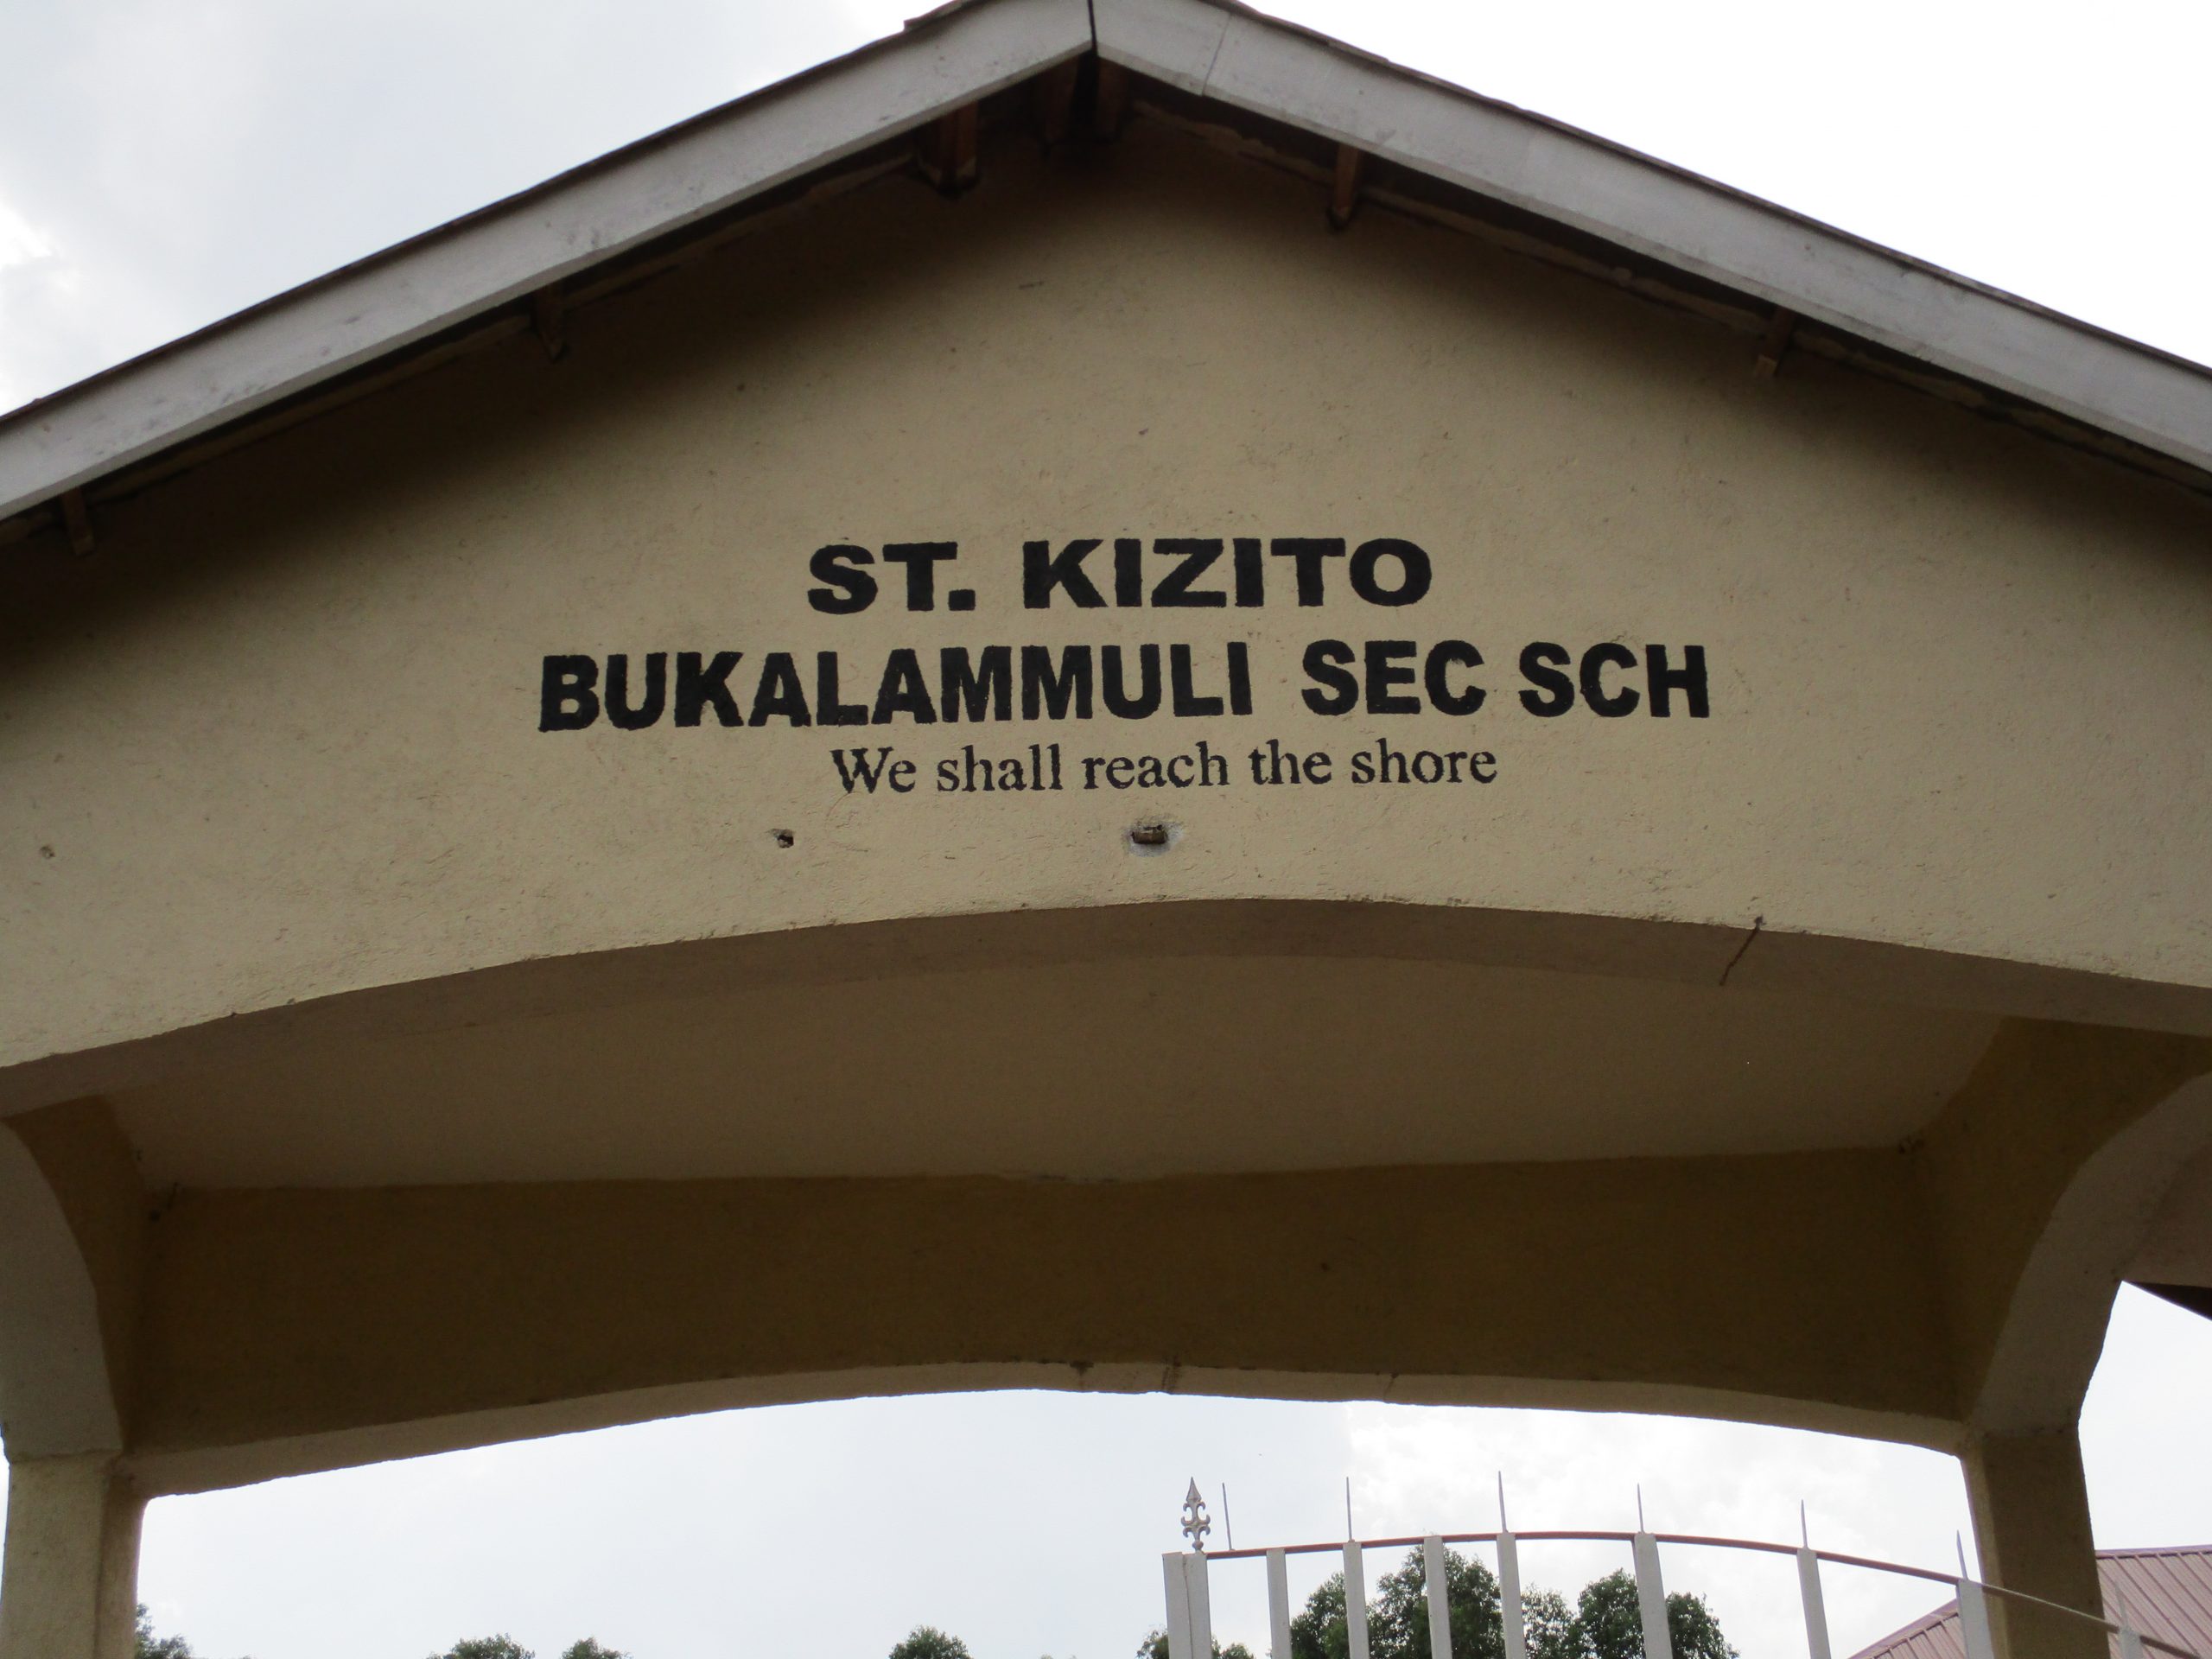 ST. KIZITO
BUKALAMMULI SEC SCH
We shall reach the shore